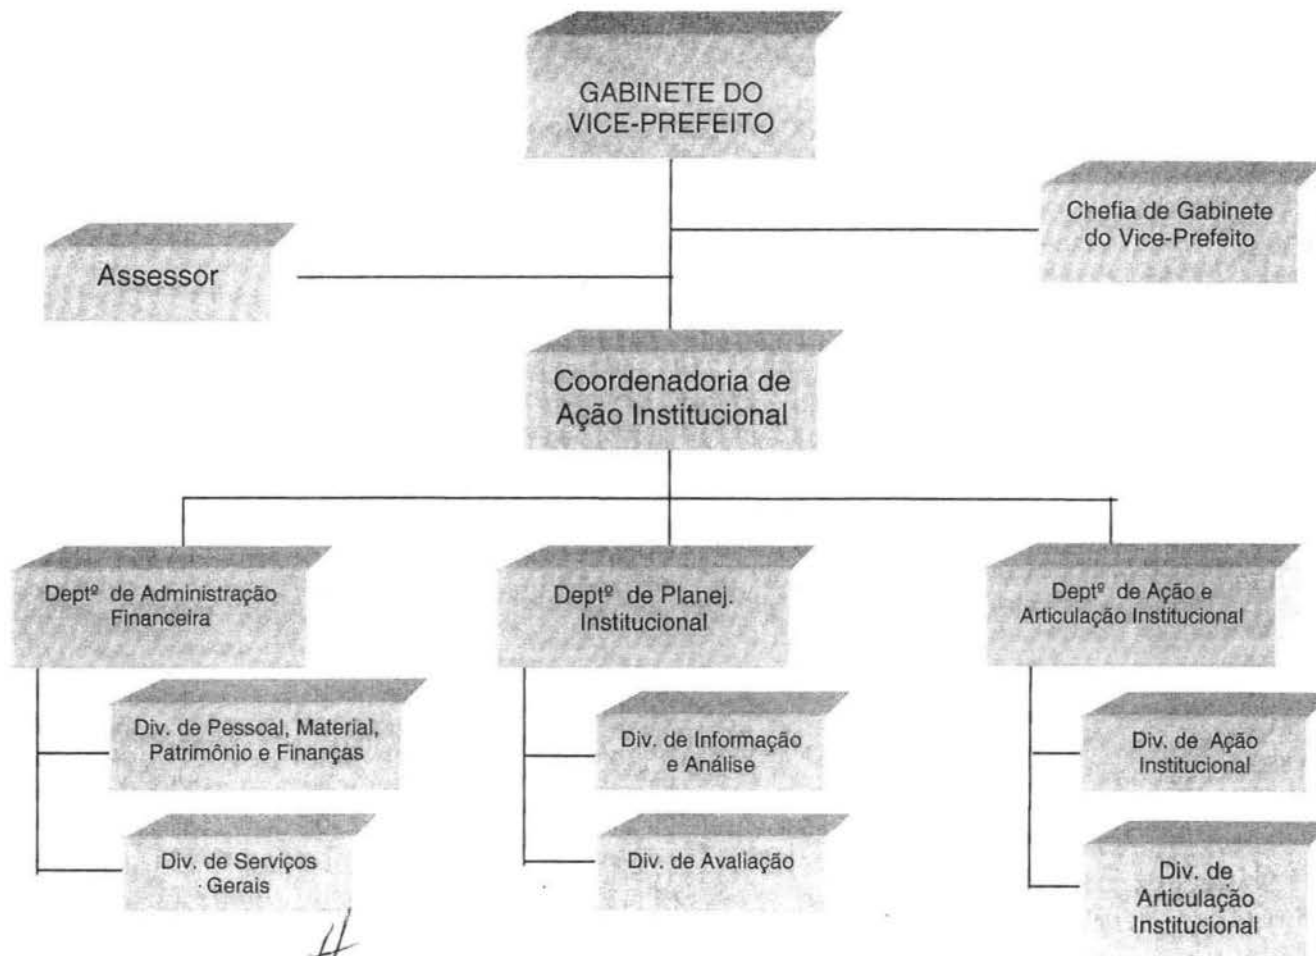 GABINETE DO
VICE-PREFEITO
Chefia de Gabinete
do Vice-Prefeito
Assessor
Coordenadoria de
Ação Institucional
Deptº de Administração
Financeira
Deptº de Planej.
Institucional
Deptº de Ação e
Articulação Institucional
Div. de Pessoal, Material,
Patrimônio e Finanças
Div. de Informação
e Análise
Div. de Ação
Institucional
Div. de Serviços
Gerais
Div. de Avaliação
Div. de
Articulação
Institucional